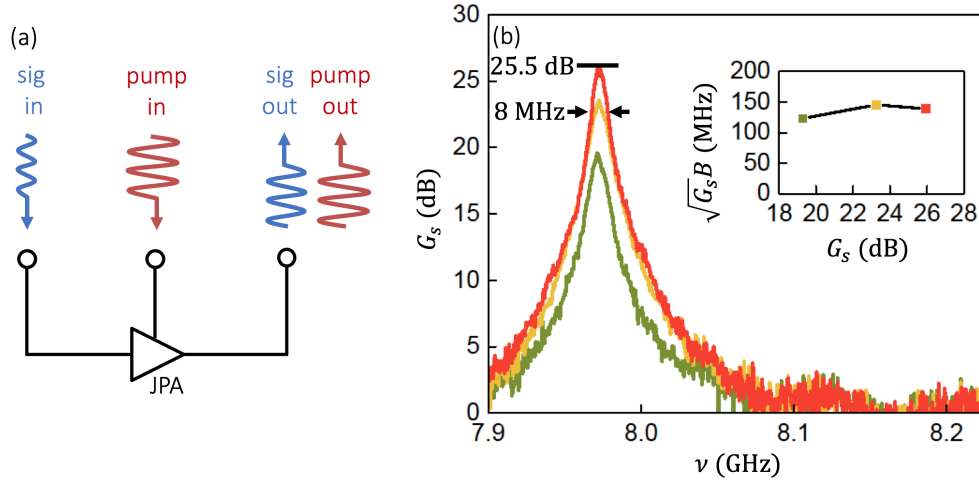 (a)
sig
in
pump
in
sig
out
pump
out
JPA
(b)
30
25
20
15
10
5
0
G_s (dB)
25.5 dB
8 MHz
7.9
8.0
8.1
8.2
ν (GHz)
200
150
100
50
0
√G_s B (MHz)
18
20
22
24
26
28
G_s (dB)